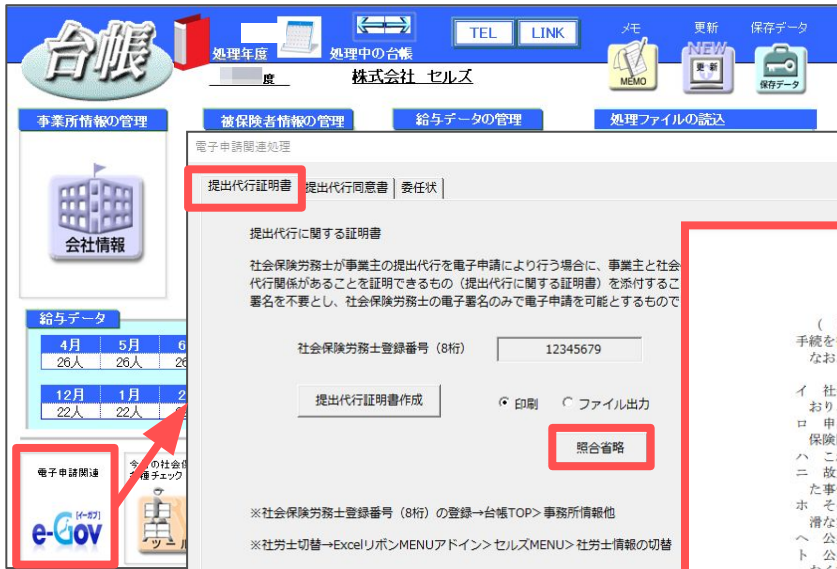 台帳
処理年度
度
処理中の台帳
株式会社 セルズ
TEL
LINK
メモ
MEMO
更新
NEW
更新
保存データ
保存データ
事業所情報の管理
被保険者情報の管理
給与データの管理
処理ファイルの読込
会社情報
電子申請関連処理
提出代行証明書
提出代行同意書
委任状
提出代行に関する証明書
社会保険労務士が事業主の提出代行を電子申請により行う場合に、事業主と社会
代行関係があることを証明できるもの(提出代行に関する証明書)を添付するこ
署名を不要とし、社会保険労務士の電子署名のみで電子申請を可能とするもので
社会保険労務士登録番号(8桁)
12345679
提出代行証明書作成
印刷
ファイル出力
照合省略
※社会保険労務士登録番号(8桁)の登録→台帳TOP>事務所情報他
※社労士切替→ExcelリボンMENUアドイン>セルズMENU>社労士情報の切替
給与データ
4月 5月 6
26人 26人 26
12月 1月 2
22人 22人
電子申請関連
[イーガブ]
e-Gov
の社会保
種チェック
ツール
(
手続を
なお
イ 社
おり
ロ 申
保険
ハ こ
ニ 故
た事
ホ そ
滑な
ヘ 公
ト 公